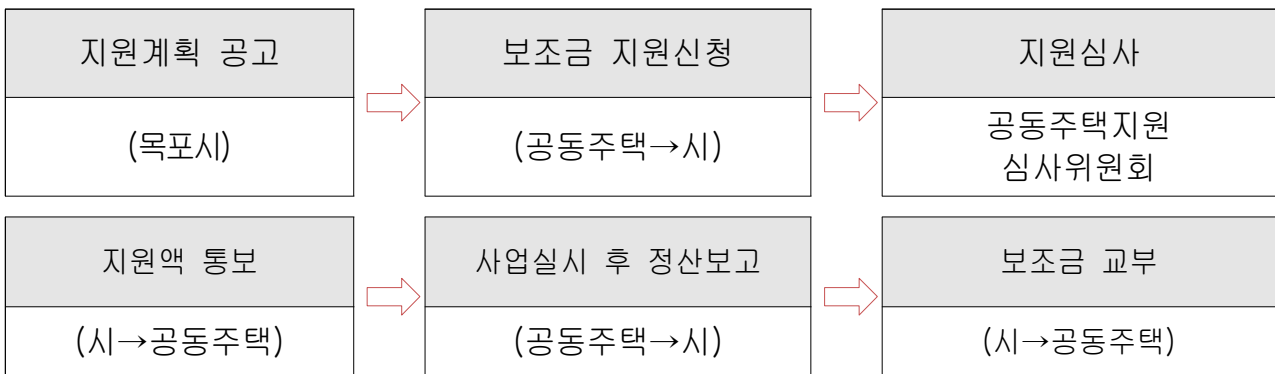 지원계획 공고
(목포시)
보조금 지원신청
(공동주택→시)
지원심사
공동주택지원
심사위원회
지원액 통보
(시→공동주택)
사업실시 후 정산보고
(공동주택→시)
보조금 교부
(시→공동주택)